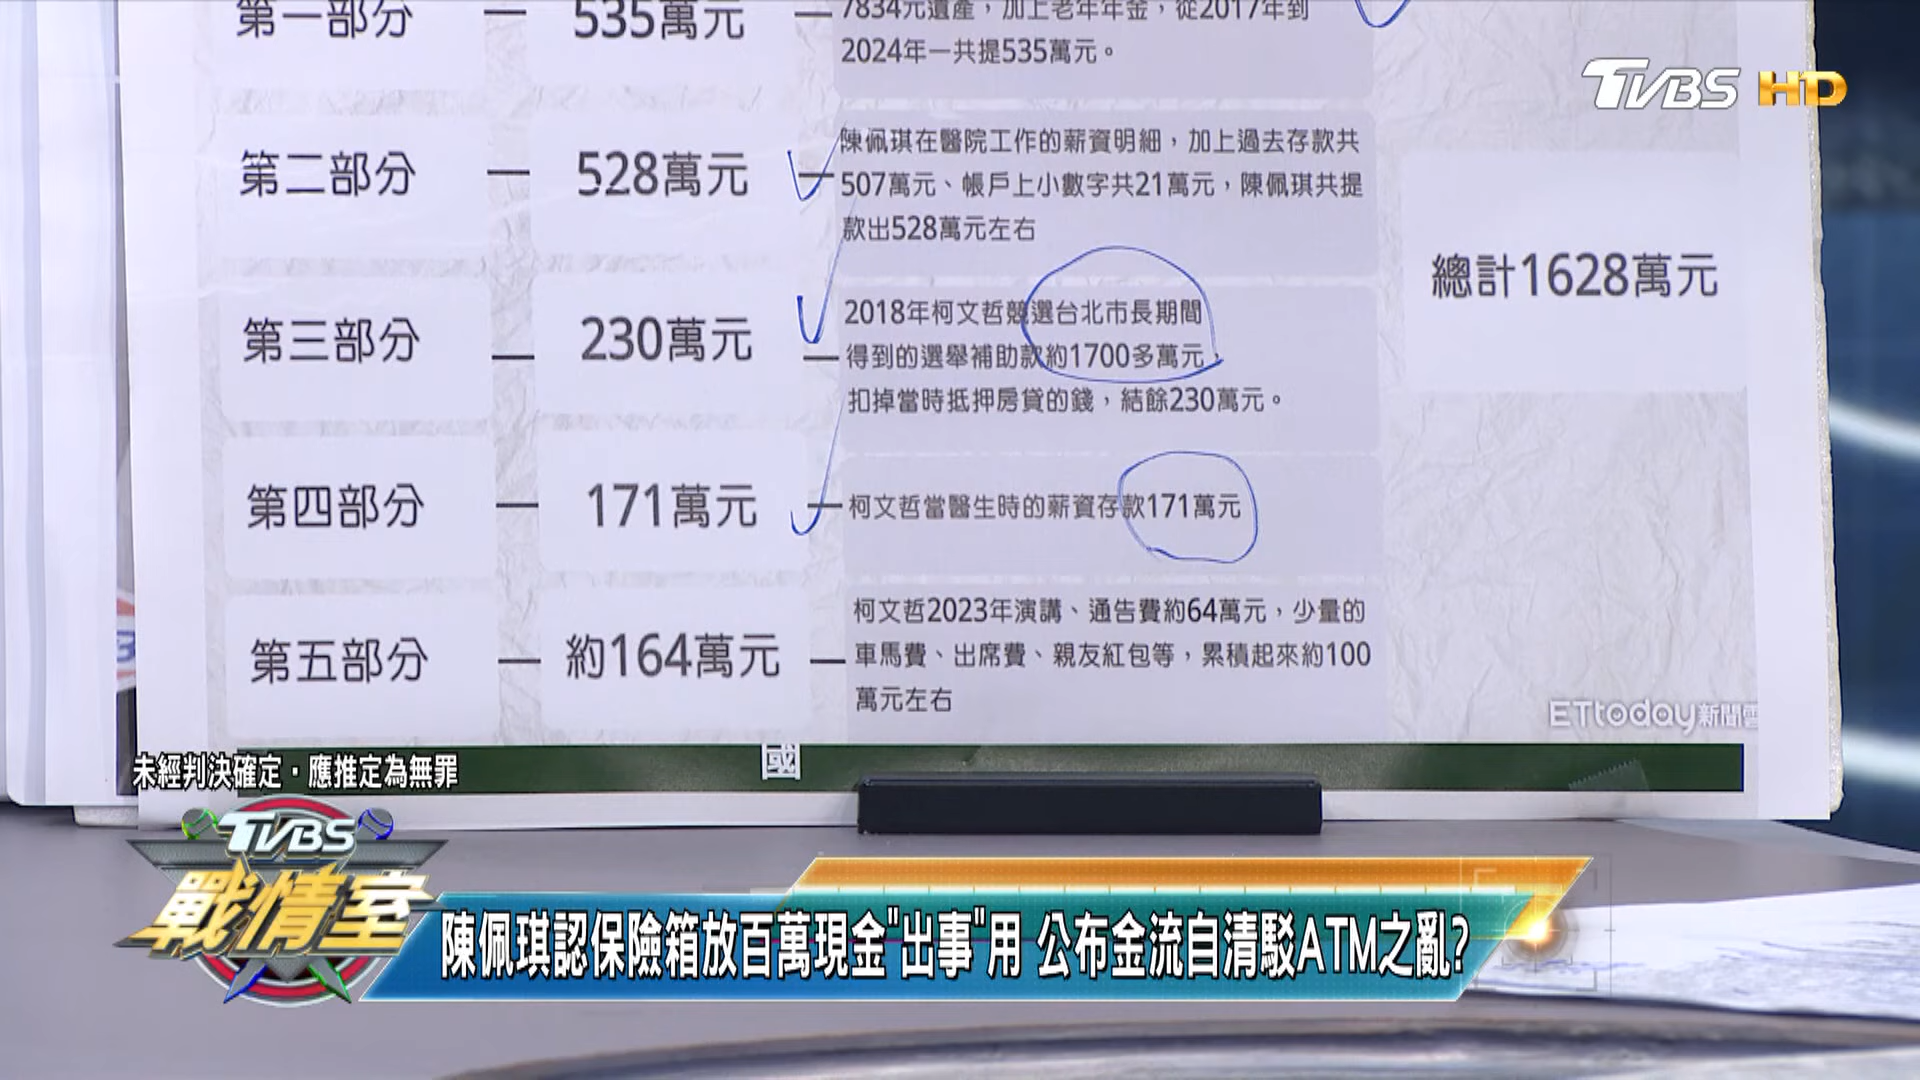 第一部分 — 535萬元 — 7834元遺產，加上老年年金，從2017年到
2024年一共提535萬元。
TVBS HD
第二部分 — 528萬元 — 陳佩琪在醫院工作的薪資明細，加上過去存款共
507萬元、帳戶上小數字共21萬元，陳佩琪共提
款出528萬元左右
總計1628萬元
第三部分 — 230萬元 — 2018年柯文哲競選台北市長期間
得到的選舉補助款約1700多萬元，
扣掉當時抵押房貸的錢，結餘230萬元。
第四部分 — 171萬元 — 柯文哲當醫生時的薪資存款171萬元
第五部分 — 約164萬元 — 柯文哲2023年演講、通告費約64萬元，少量的
車馬費、出席費、親友紅包等，累積起來約100
萬元左右
ETtoday新聞雲
國
未經判決確定‧應推定為無罪
TVBS
戰情室
陳佩琪認保險箱放百萬現金"出事"用 公布金流自清駁ATM之亂?